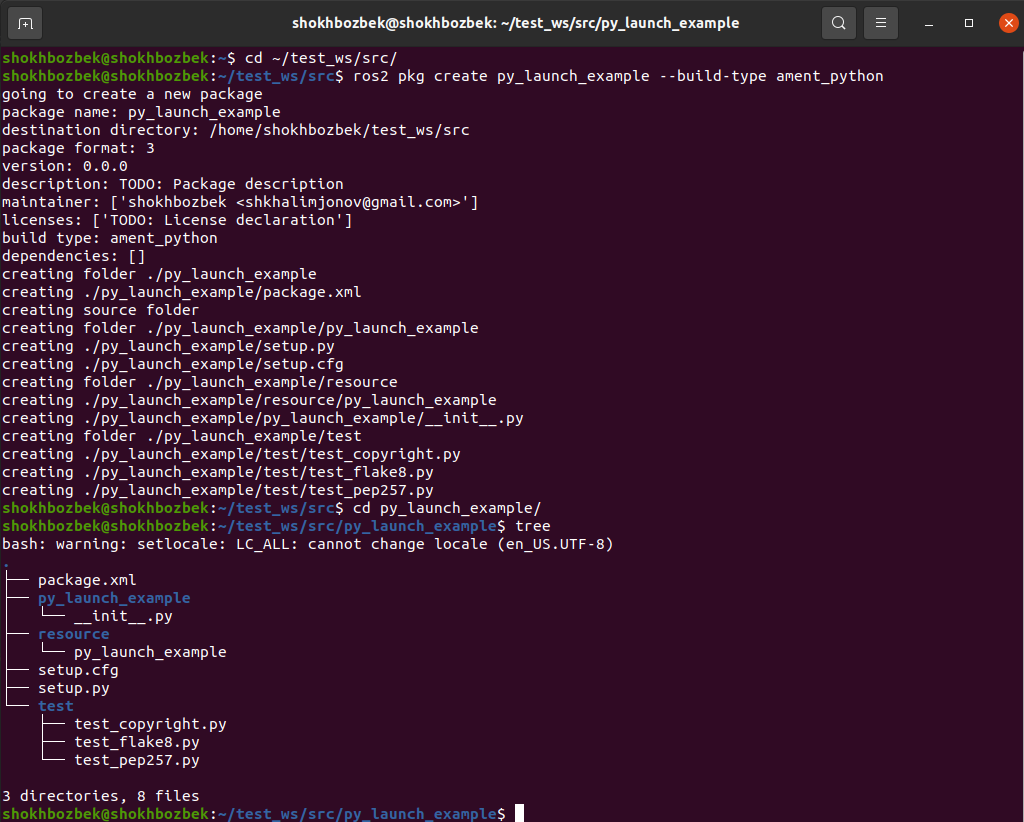 shokhbozbek@shokhbozbek: ~/test_ws/src/py_launch_example
shokhbozbek@shokhbozbek:~$ cd ~/test_ws/src/
shokhbozbek@shokhbozbek:~/test_ws/src$ ros2 pkg create py_launch_example --build-type ament_python
going to create a new package
package name: py_launch_example
destination directory: /home/shokhbozbek/test_ws/src
package format: 3
version: 0.0.0
description: TODO: Package description
maintainer: ['shokhbozbek <shkhalimjonov@gmail.com>']
licenses: ['TODO: License declaration']
build type: ament_python
dependencies: []
creating folder ./py_launch_example
creating ./py_launch_example/package.xml
creating source folder
creating folder ./py_launch_example/py_launch_example
creating ./py_launch_example/setup.py
creating ./py_launch_example/setup.cfg
creating folder ./py_launch_example/resource
creating ./py_launch_example/resource/py_launch_example
creating ./py_launch_example/py_launch_example/__init__.py
creating folder ./py_launch_example/test
creating ./py_launch_example/test/test_copyright.py
creating ./py_launch_example/test/test_flake8.py
creating ./py_launch_example/test/test_pep257.py
shokhbozbek@shokhbozbek:~/test_ws/src$ cd py_launch_example/
shokhbozbek@shokhbozbek:~/test_ws/src/py_launch_example$ tree
bash: warning: setlocale: LC_ALL: cannot change locale (en_US.UTF-8)
.
├── package.xml
├── py_launch_example
│   └── __init__.py
├── resource
│   └── py_launch_example
├── setup.cfg
├── setup.py
└── test
    ├── test_copyright.py
    ├── test_flake8.py
    └── test_pep257.py
3 directories, 8 files
shokhbozbek@shokhbozbek:~/test_ws/src/py_launch_example$